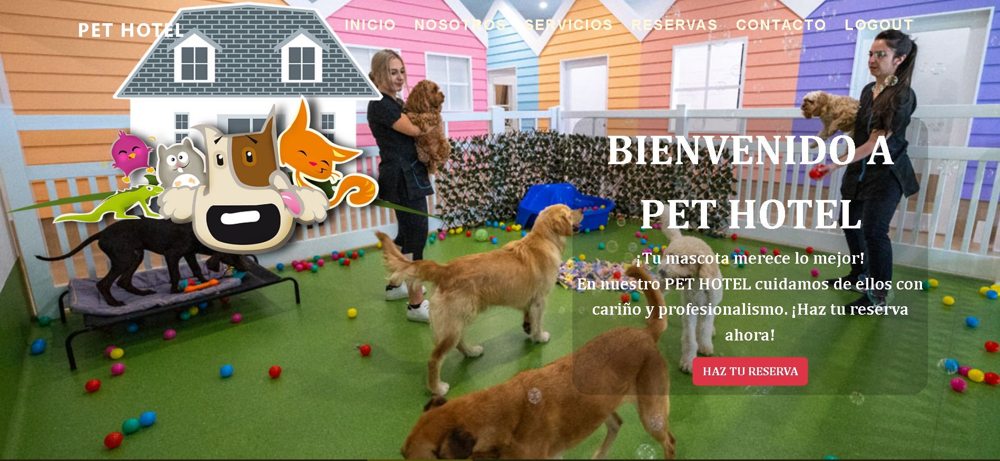 PET HOTEL
INICIO NOSOTROS SERVICIOS RESERVAS CONTACTO LOGOUT
BIENVENIDO A
PET HOTEL
¡Tu mascota merece lo mejor!
En nuestro PET HOTEL cuidamos de ellos con
cariño y profesionalismo. ¡Haz tu reserva
ahora!
HAZ TU RESERVA